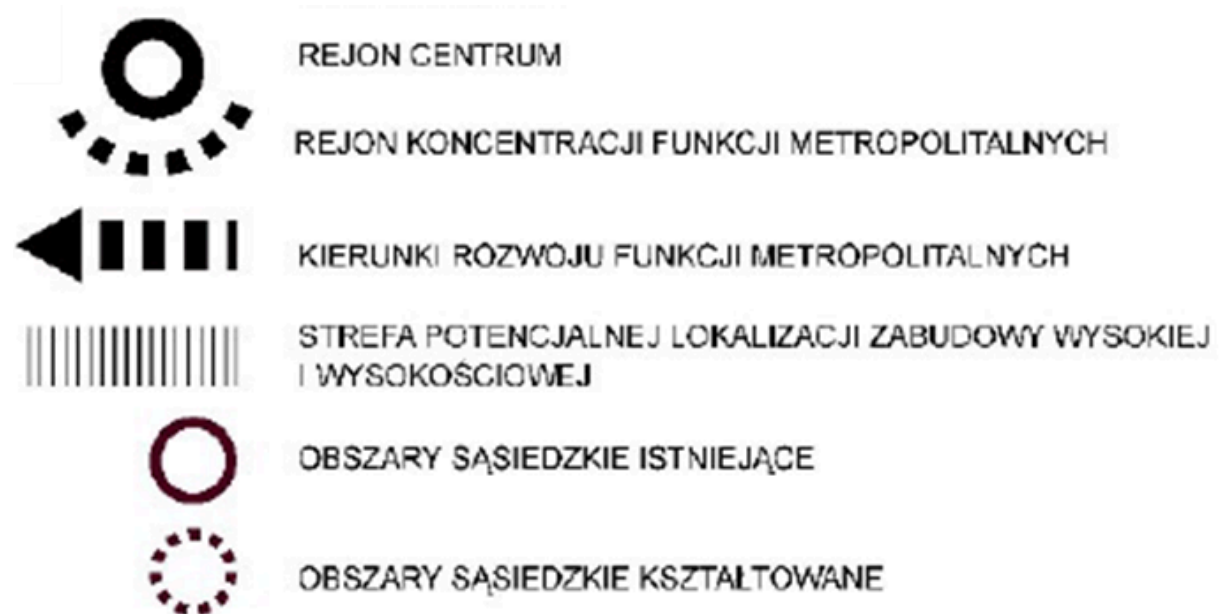 REJON CENTRUM
REJON KONCENTRACJI FUNKCJI METROPOLITALNYCH
KIERUNKI ROZWOJU FUNKCJI METROPOLITALNYCH
STREFA POTENCJALNEJ LOKALIZACJI ZABUDOWY WYSOKIEJ
I WYSOKOŚCIOWEJ
OBSZARY SĄSIEDZKIE ISTNIEJĄCE
OBSZARY SĄSIEDZKIE KSZTAŁTOWANE